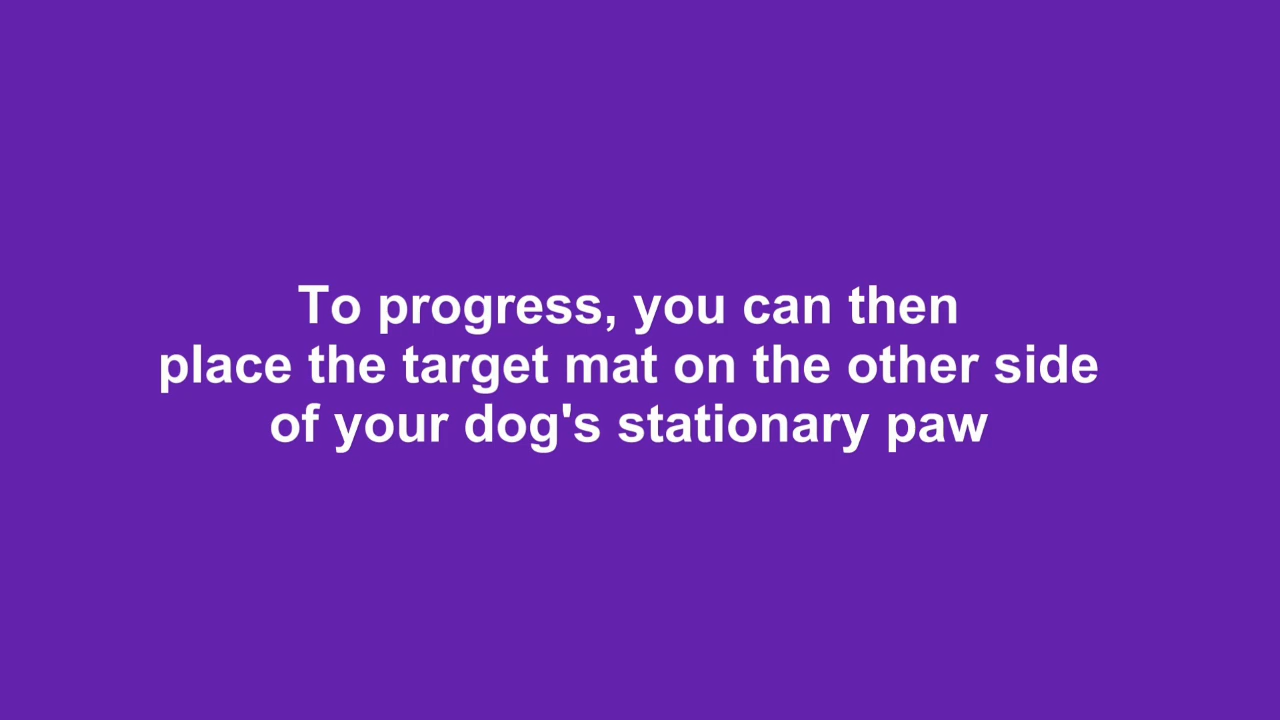 To progress, you can then
place the target mat on the other side
of your dog's stationary paw